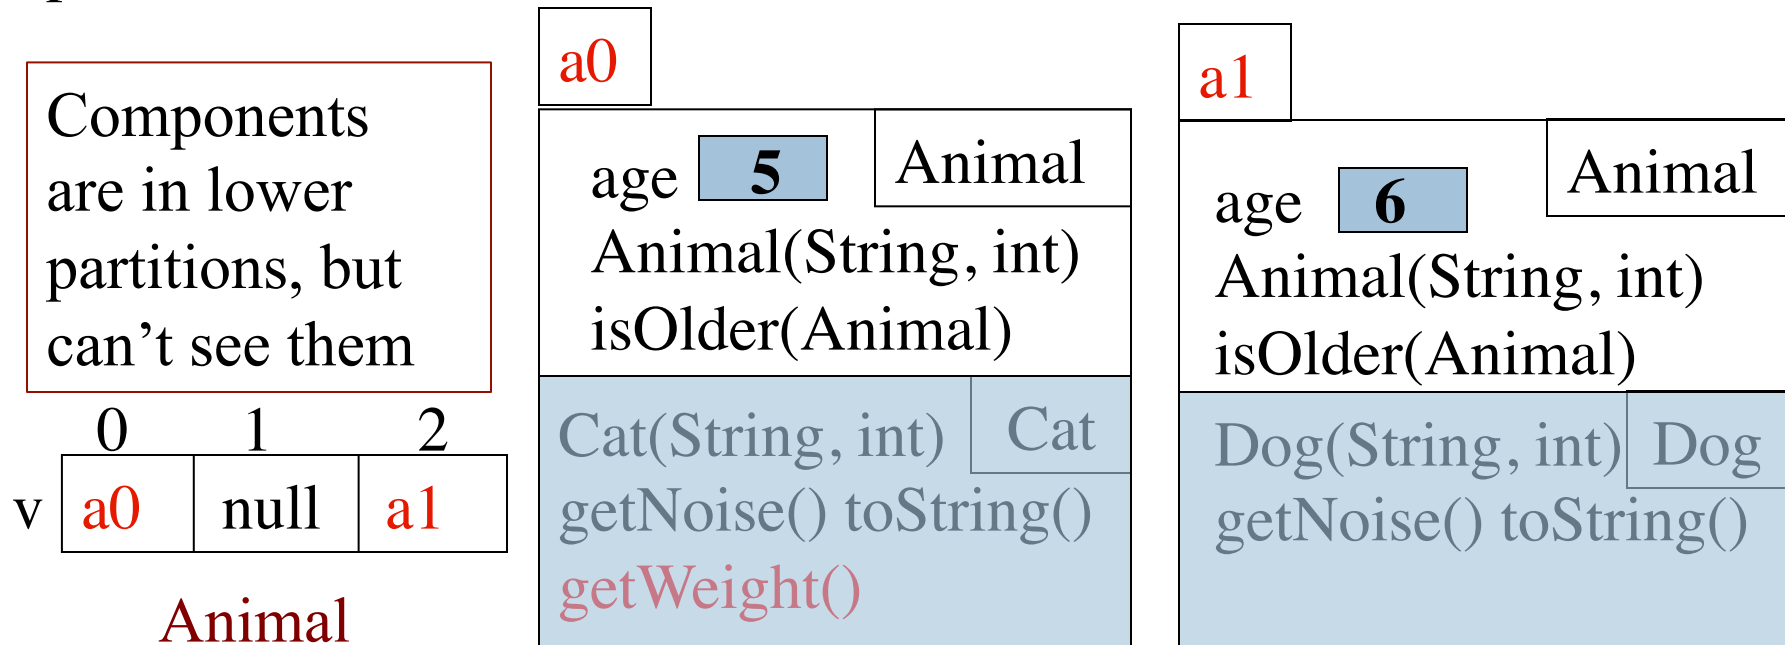 Components
are in lower
partitions, but
can’t see them
0 1 2
v a0 null a1
Animal
a0
age 5 Animal
Animal(String, int)
isOlder(Animal)
Cat(String, int) Cat
getNoise() toString()
getWeight()
a1
age 6 Animal
Animal(String, int)
isOlder(Animal)
Dog(String, int) Dog
getNoise() toString()